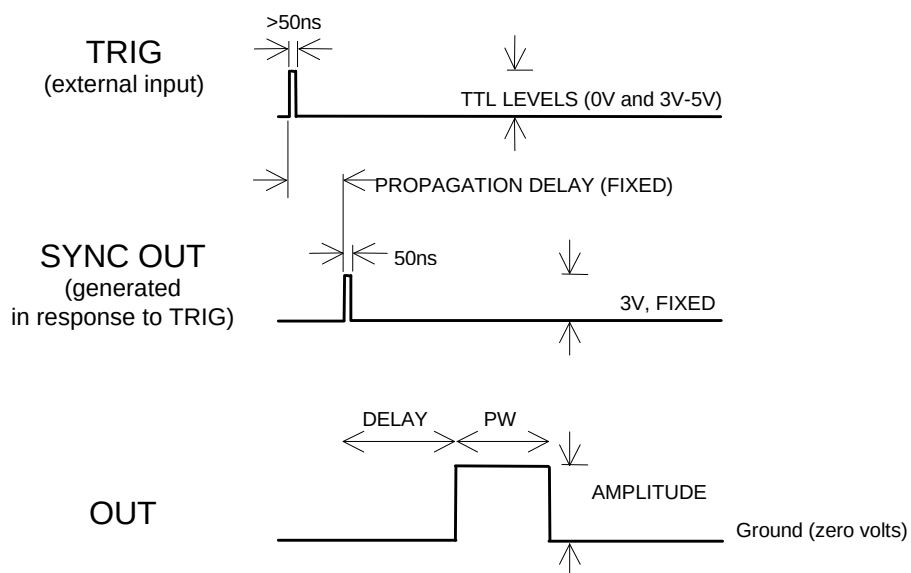 >50ns
TRIG
(external input)
TTL LEVELS (0V and 3V-5V)
PROPAGATION DELAY (FIXED)
SYNC OUT
(generated
in response to TRIG)
50ns
3V, FIXED
DELAY
PW
AMPLITUDE
OUT
Ground (zero volts)